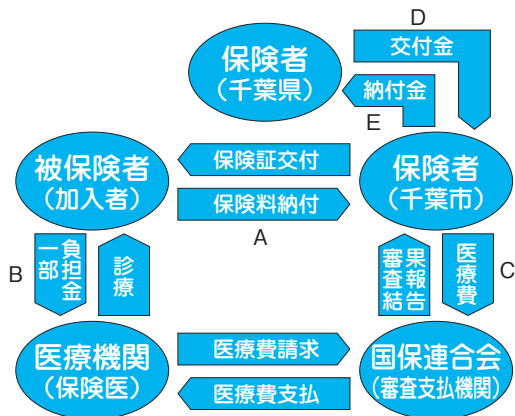 D
保険者
（千葉県）
交付金
納付金
E
被保険者
（加入者）
保険証交付
保険料納付
A
保険者
（千葉市）
B
一部
負担金
診療
審査結
果報告
医療費
C
医療機関
（保険医）
医療費請求
医療費支払
国保連合会
（審査支払機関）